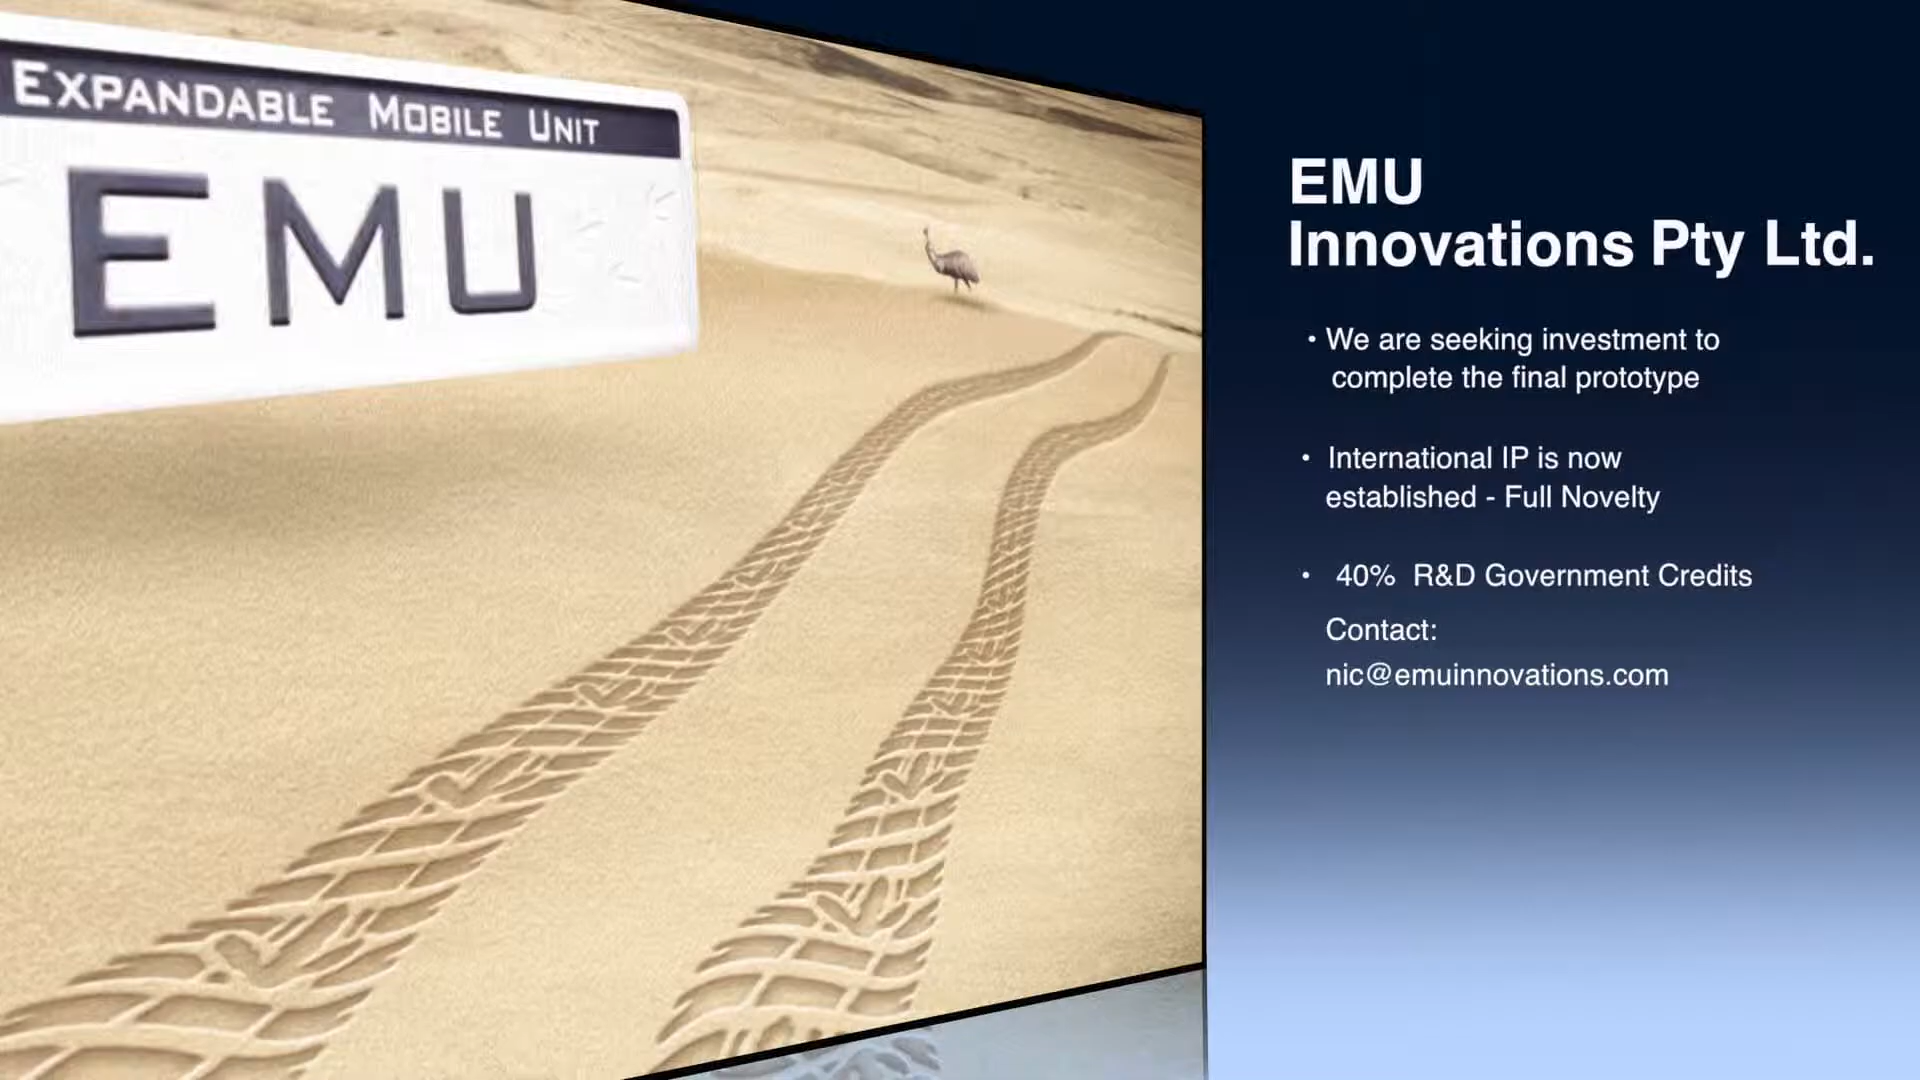 EXPANDABLE MOBILE UNIT
EMU
EMU
Innovations Pty Ltd.
• We are seeking investment to
complete the final prototype
• International IP is now
established - Full Novelty
• 40% R&D Government Credits
Contact:
nic@emuinnovations.com